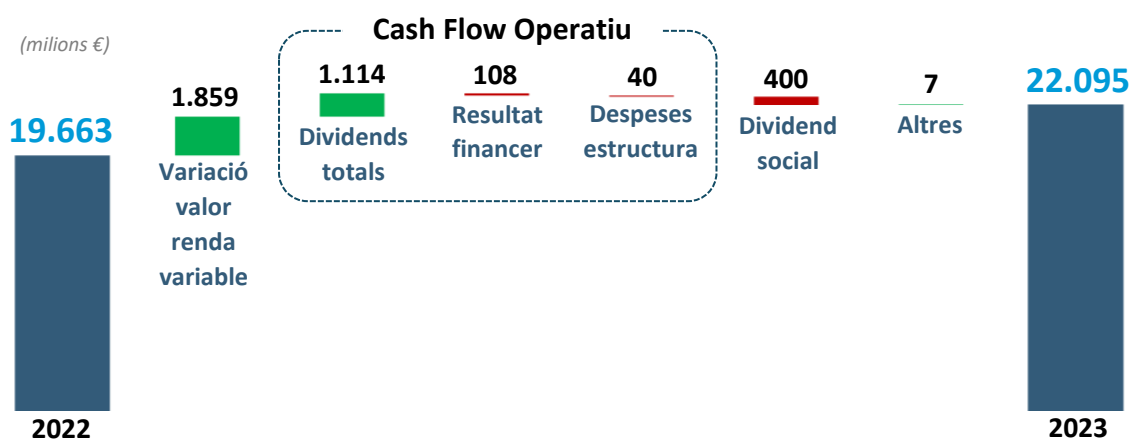 (milions €)
Cash Flow Operatiu
19.663
2022
1.859
Variació
valor
renda
variable
1.114
Dividends
totals
108
Resultat
financer
40
Despeses
estructura
400
Dividend
social
7
Altres
22.095
2023